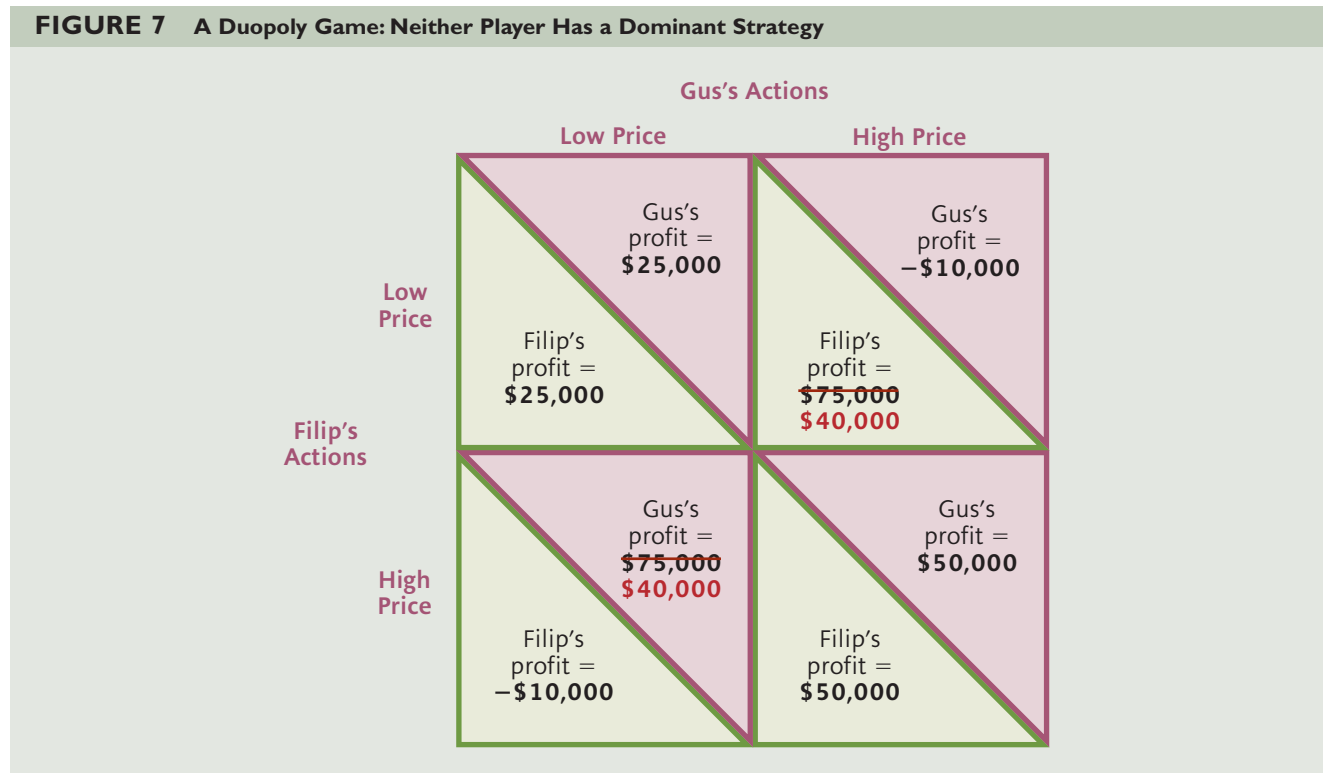 FIGURE 7 A Duopoly Game: Neither Player Has a Dominant Strategy
Gus's Actions
Low Price
High Price
Gus's
profit =
$25,000
Gus's
profit =
–$10,000
Low
Price
Filip's
profit =
$25,000
Filip's
profit =
$75,000
$40,000
Filip's
Actions
Gus's
profit =
$75,000
$40,000
Gus's
profit =
$50,000
High
Price
Filip's
profit =
–$10,000
Filip's
profit =
$50,000